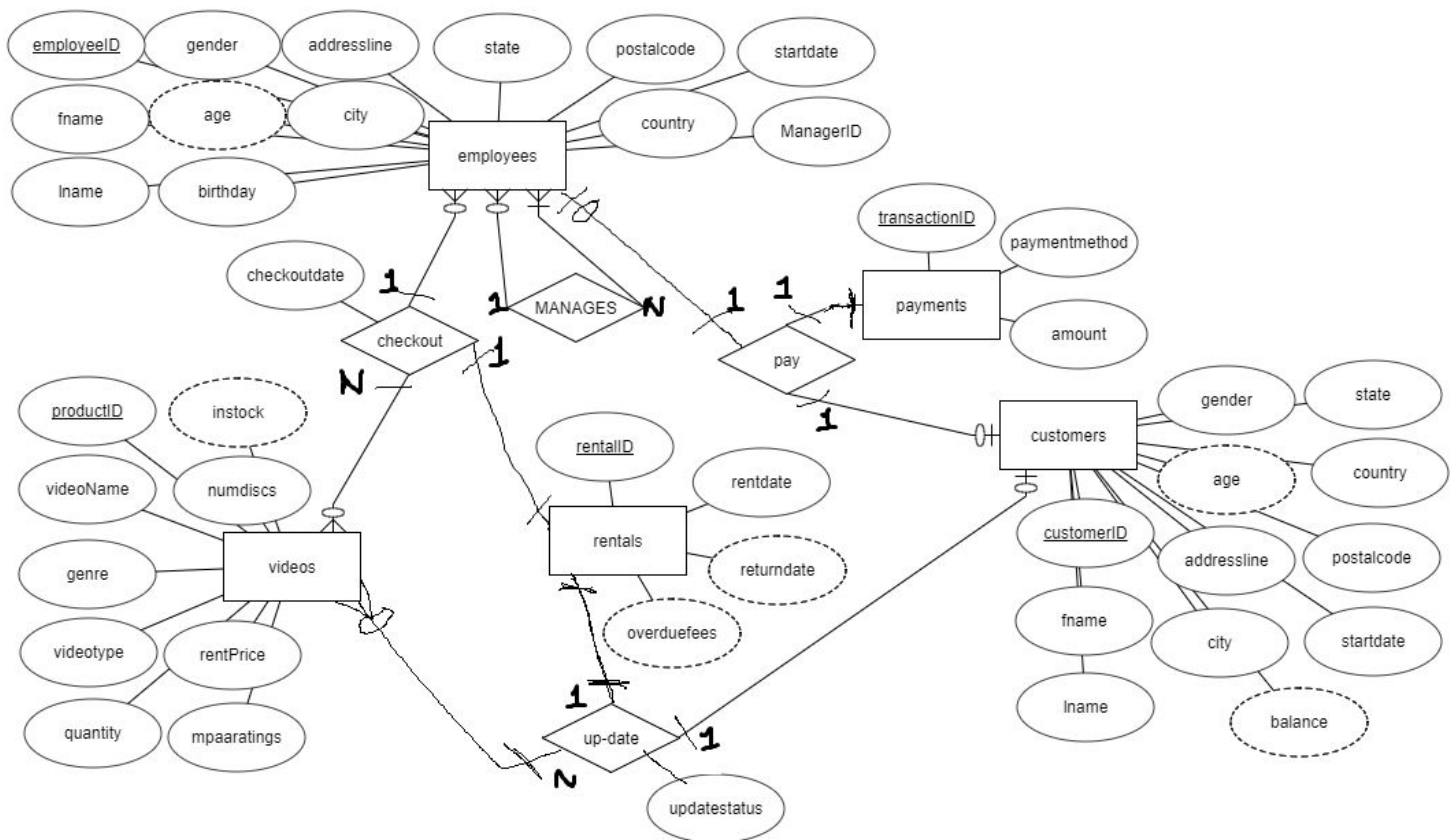 employeeID
gender
addressline
state
postalcode
startdate
fname
age
city
country
ManagerID
employees
lname
birthday
transactionID
paymentmethod
checkoutdate
1
1
MANAGES
N
1
1
payments
checkout
1
pay
amount
N
1
productID
instock
gender
state
customers
rentalID
videoName
numdiscs
rentdate
age
country
customerID
rentals
videos
addressline
postalcode
genre
returndate
fname
overduefees
city
startdate
videotype
rentPrice
1
lname
quantity
mpaaratings
up-date
1
balance
N
updatestatus